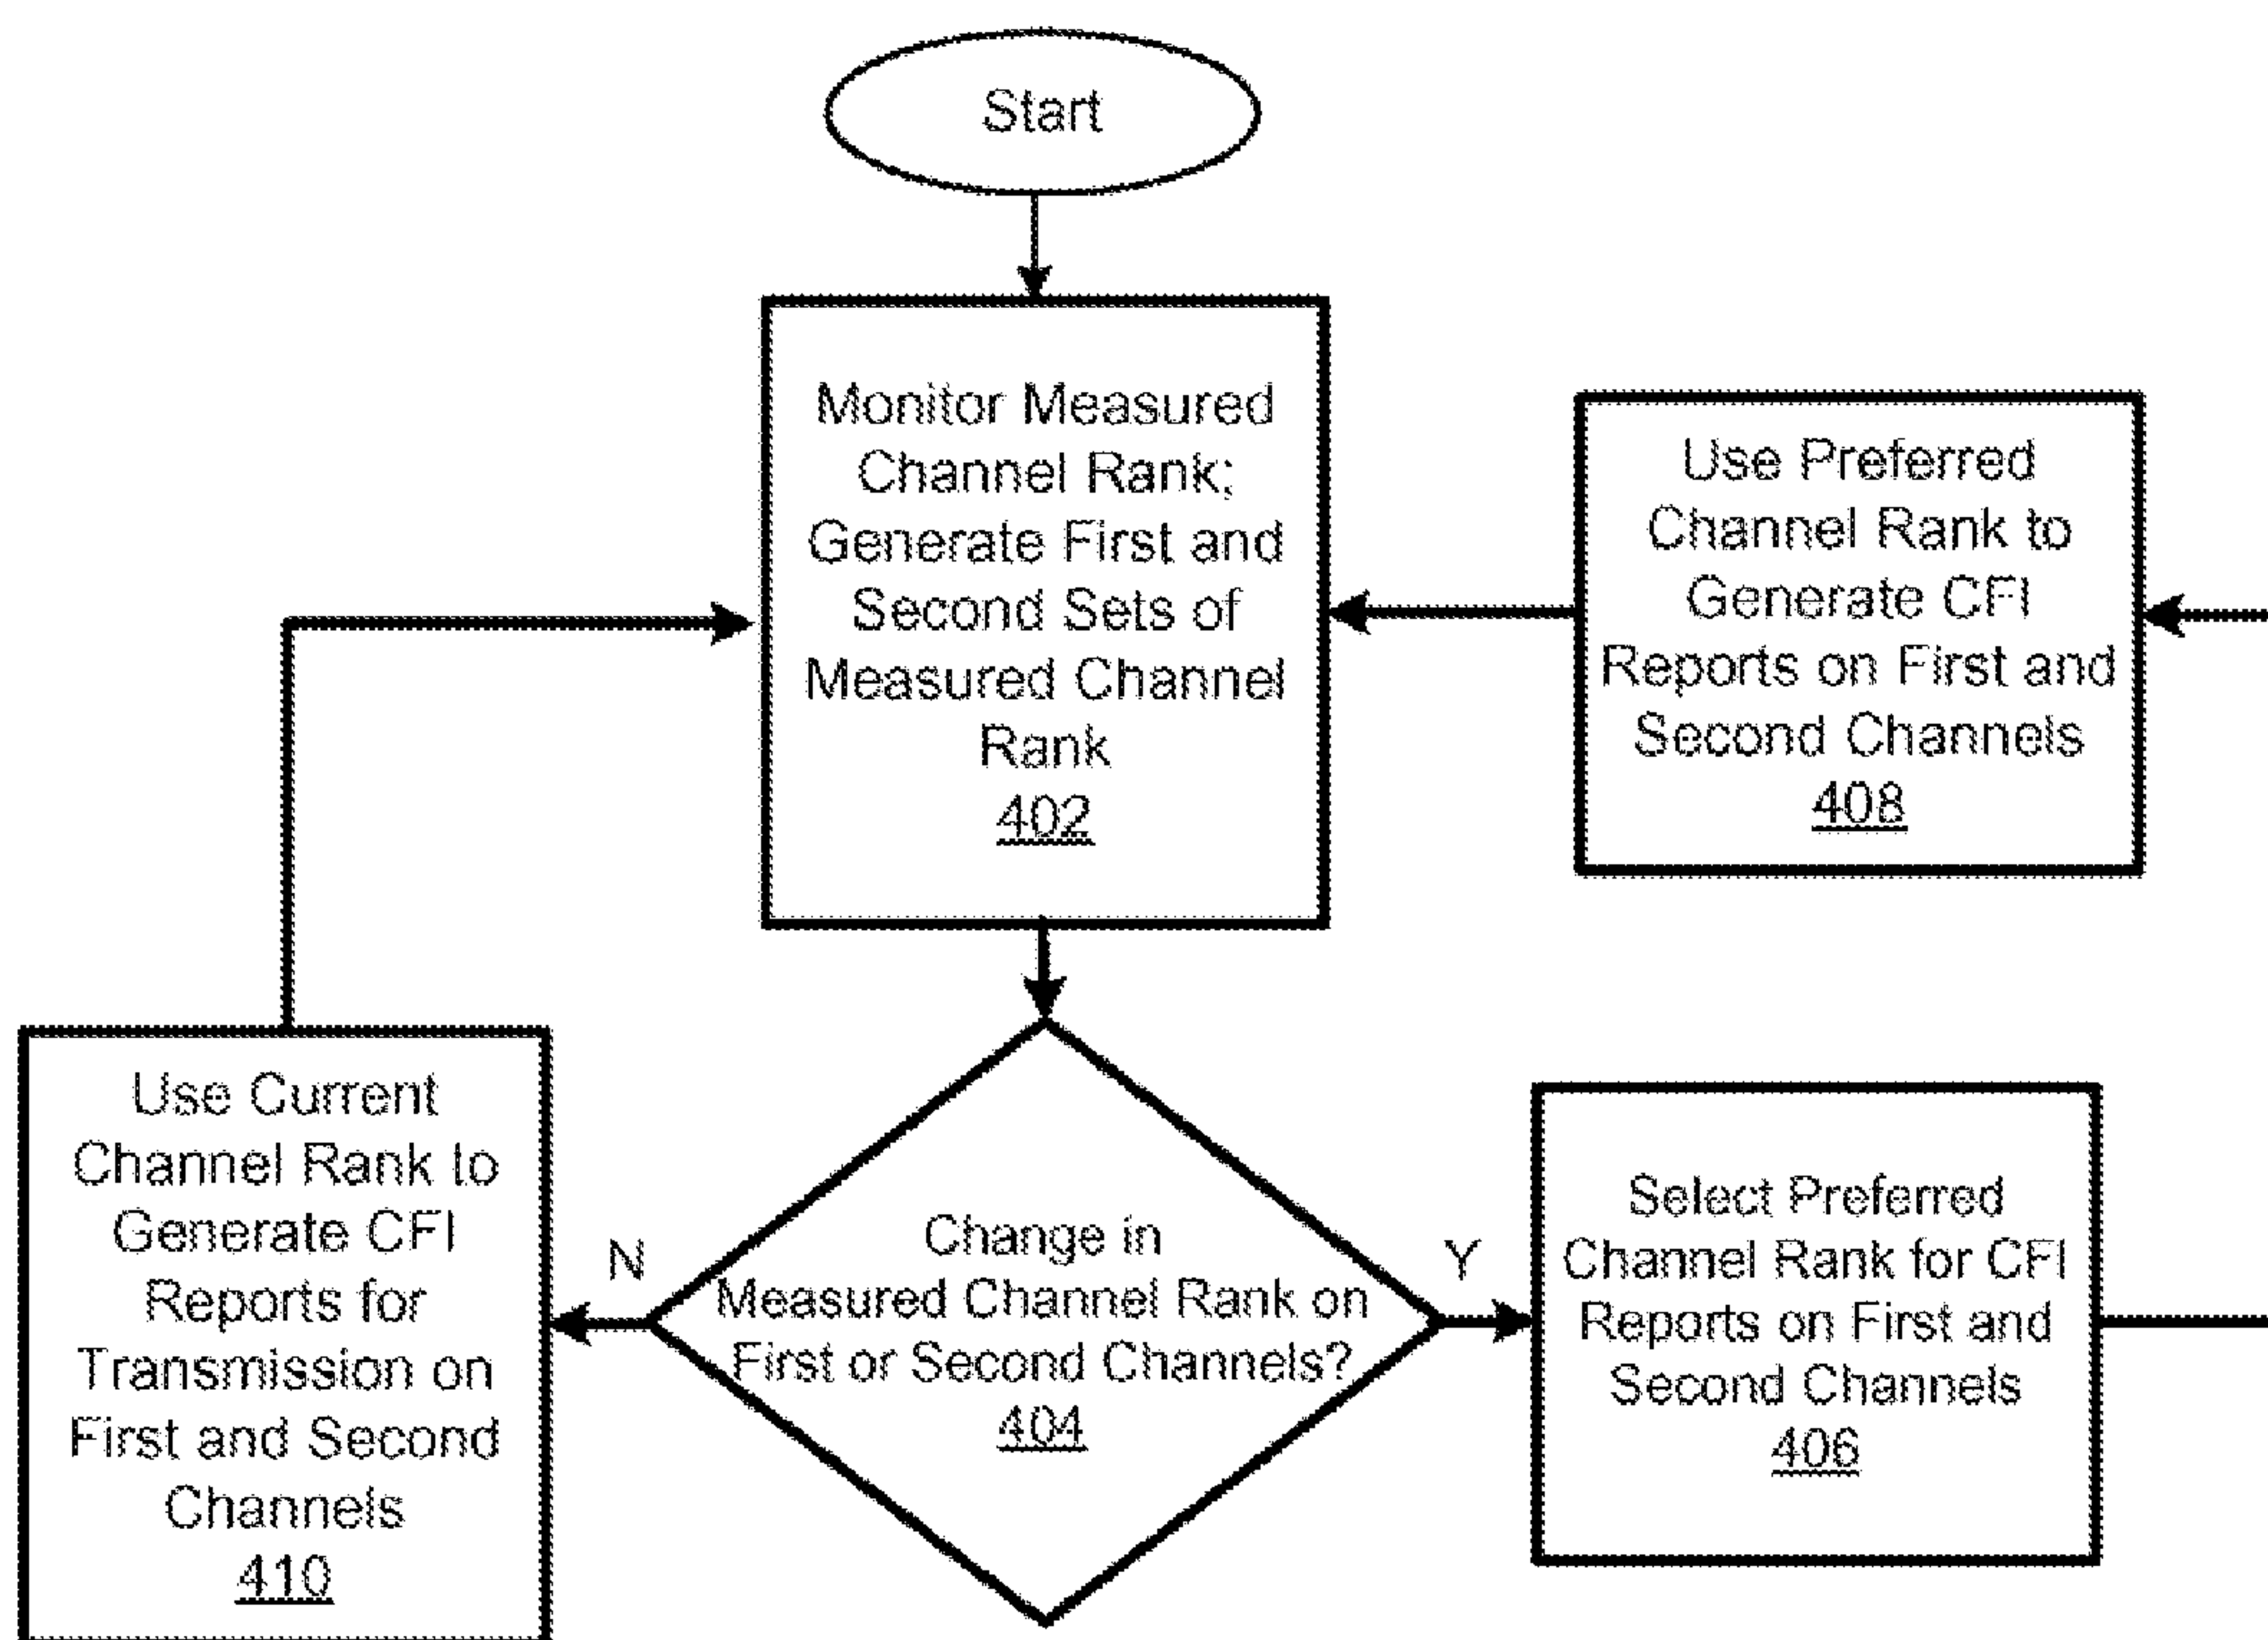 Start
Monitor Measured
Channel Rank;
Generate First and
Second Sets of
Measured Channel
Rank
402
Use Preferred
Channel Rank to
Generate CFI
Reports on First and
Second Channels
408
Change in
Measured Channel Rank on
First or Second Channels?
404
N
Y
Use Current
Channel Rank to
Generate CFI
Reports for
Transmission on
First and Second
Channels
410
Select Preferred
Channel Rank for CFI
Reports on First and
Second Channels
406